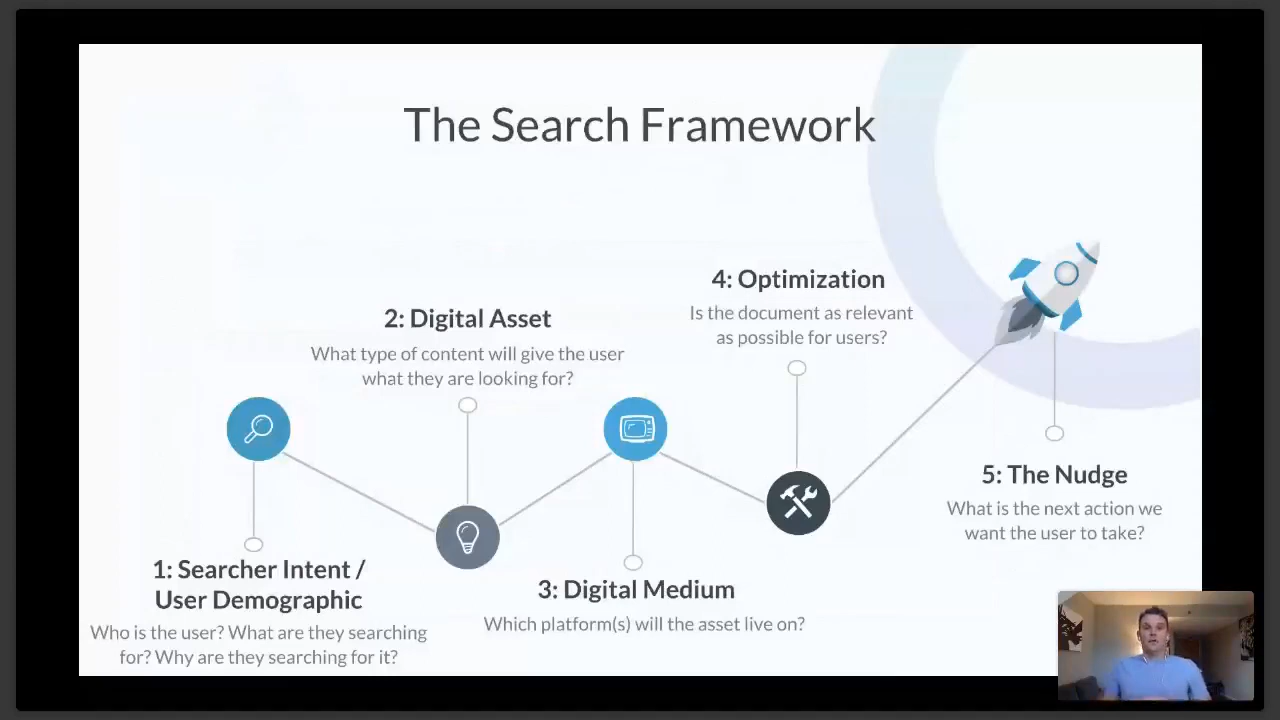 The Search Framework
1: Searcher Intent /
User Demographic
Who is the user? What are they searching
for? Why are they searching for it?
2: Digital Asset
What type of content will give the user
what they are looking for?
3: Digital Medium
Which platform(s) will the asset live on?
4: Optimization
Is the document as relevant
as possible for users?
5: The Nudge
What is the next action we
want the user to take?